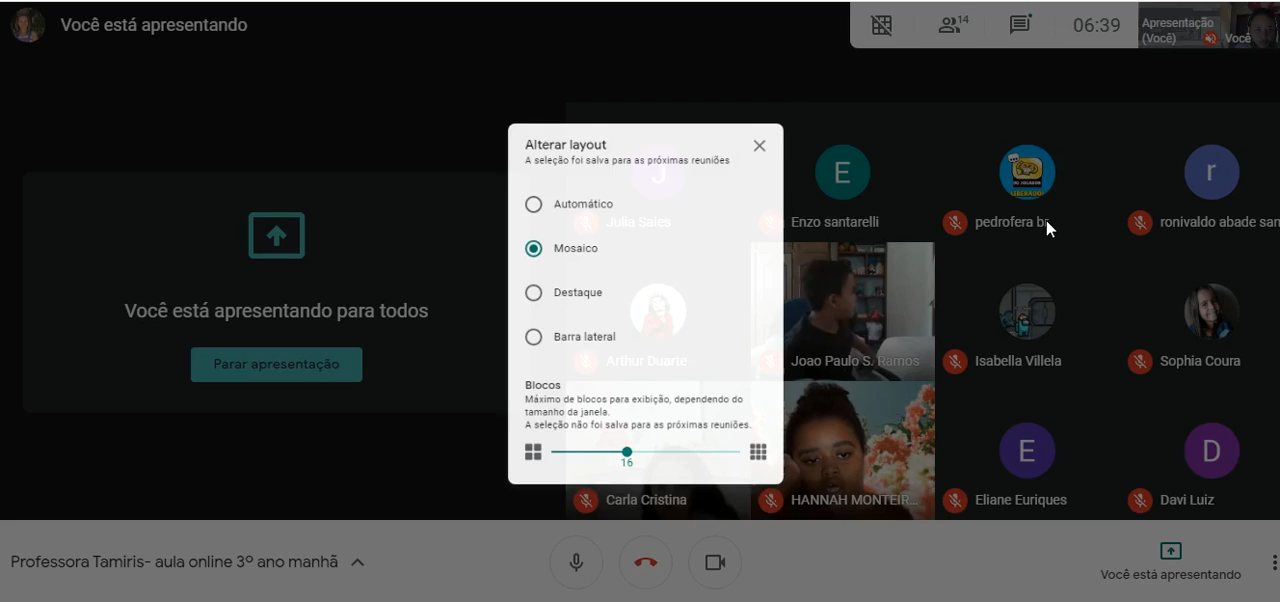 Você está apresentando
14
06:39
Apresentação
(Você)
Você
Alterar layout
A seleção foi salva para as próximas reuniões
Automático
Mosaico
Destaque
Barra lateral
Blocos
Máximo de blocos para exibição, dependendo do
tamanho da janela.
A seleção não foi salva para as próximas reuniões.
16
Você está apresentando para todos
Parar apresentação
J
Julia Sales
E
Enzo santarelli
LIBERADO
pedrofera br
r
ronivaldo abade san
Arthur Duarte
Joao Paulo S. Ramos
Isabella Villela
Sophia Coura
Carla Cristina
HANNAH MONTEIR...
E
Eliane Euriques
D
Davi Luiz
Professora Tamiris- aula online 3º ano manhã
Você está apresentando